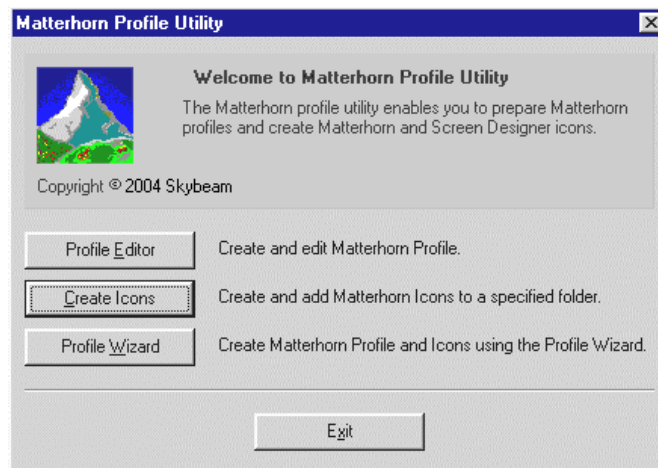 Matterhorn Profile Utility
Welcome to Matterhorn Profile Utility
The Matterhorn profile utility enables you to prepare Matterhorn
profiles and create Matterhorn and Screen Designer icons.
Copyright © 2004 Skybeam
Profile Editor
Create and edit Matterhorn Profile.
Create Icons
Create and add Matterhorn Icons to a specified folder.
Profile Wizard
Create Matterhorn Profile and Icons using the Profile Wizard.
Exit